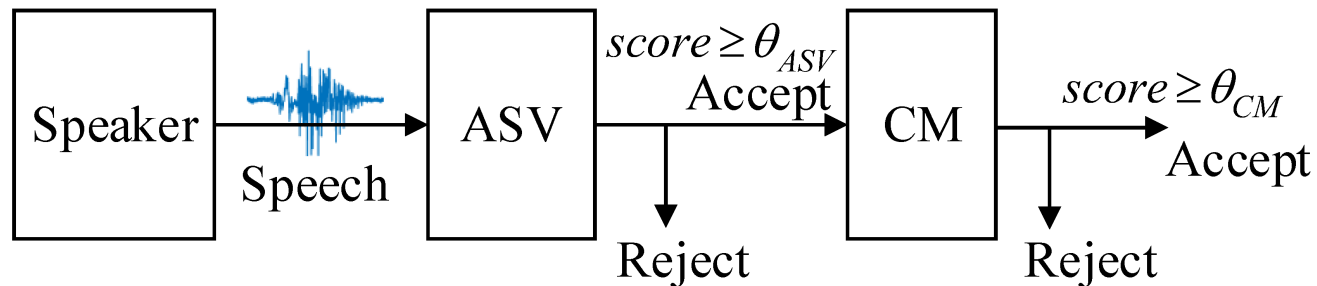 Speaker
Speech
ASV
score ≥ θ_ASV
Accept
Reject
CM
score ≥ θ_CM
Accept
Reject